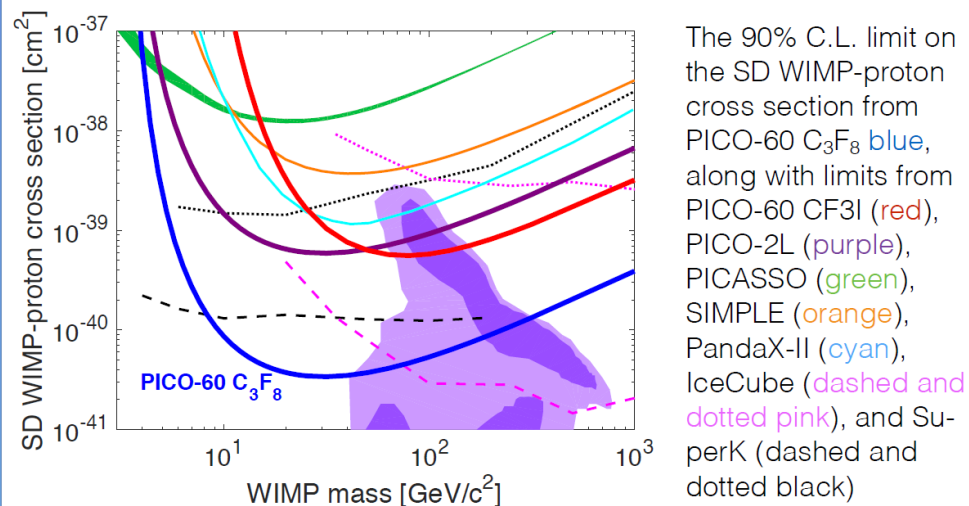 10⁻³⁷
10⁻³⁸
10⁻³⁹
10⁻⁴⁰
10⁻⁴¹
SD WIMP-proton cross section [cm²]
PICO-60 C₃F₈
10¹
10²
10³
WIMP mass [GeV/c²]
The 90% C.L. limit on
the SD WIMP-proton
cross section from
PICO-60 C₃F₈ blue,
along with limits from
PICO-60 CF3I (red),
PICO-2L (purple),
PICASSO (green),
SIMPLE (orange),
PandaX-II (cyan),
IceCube (dashed and
dotted pink), and Su-
perK (dashed and
dotted black)